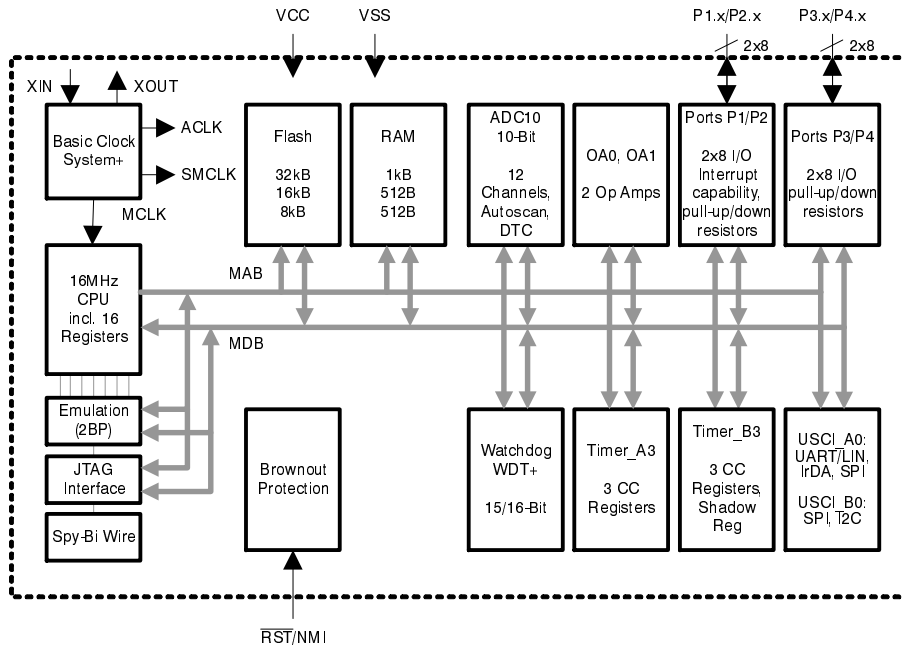 VCC
VSS
P1.x/P2.x
P3.x/P4.x
2x8
2x8
XIN
XOUT
Basic Clock
System+
ACLK
SMCLK
MCLK
Flash
32kB
16kB
8kB
RAM
1kB
512B
512B
ADC10
10-Bit
12
Channels,
Autoscan,
DTC
OA0, OA1
2 Op Amps
Ports P1/P2
2x8 I/O
Interrupt
capability,
pull-up/down
resistors
Ports P3/P4
2x8 I/O
pull-up/down
resistors
16MHz
CPU
incl. 16
Registers
MAB
MDB
Emulation
(2BP)
JTAG
Interface
Spy-Bi Wire
Brownout
Protection
Watchdog
WDT+
15/16-Bit
Timer_A3
3 CC
Registers
Timer_B3
3 CC
Registers,
Shadow
Reg
USCI_A0:
UART/LIN,
IrDA, SPI
USCI_B0:
SPI, I2C
RST/NMI